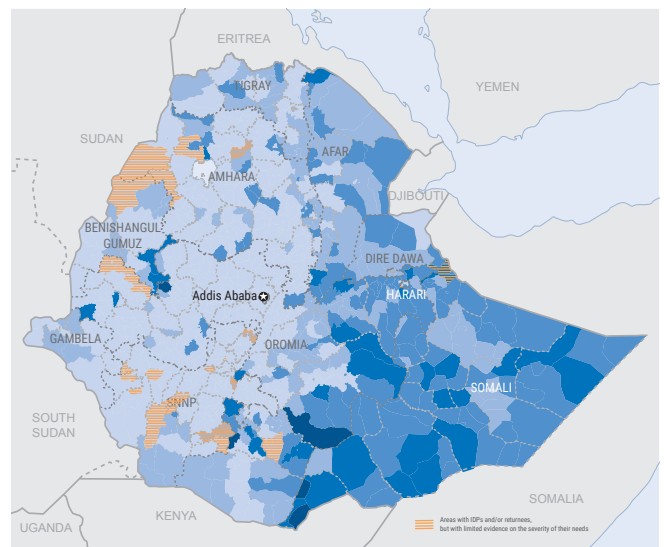 ERITREA
YEMEN
TIGRAY
SUDAN
AFAR
AMHARA
DJIBOUTI
BENISHANGUL
GUMUZ
DIRE DAWA
Addis Ababa
HARARI
GAMBELA
OROMIA
SOMALI
SNNP
SOUTH
SUDAN
SOMALIA
KENYA
UGANDA
Areas with IDPs and/or returnees,
but with limited evidence on the severity of their needs